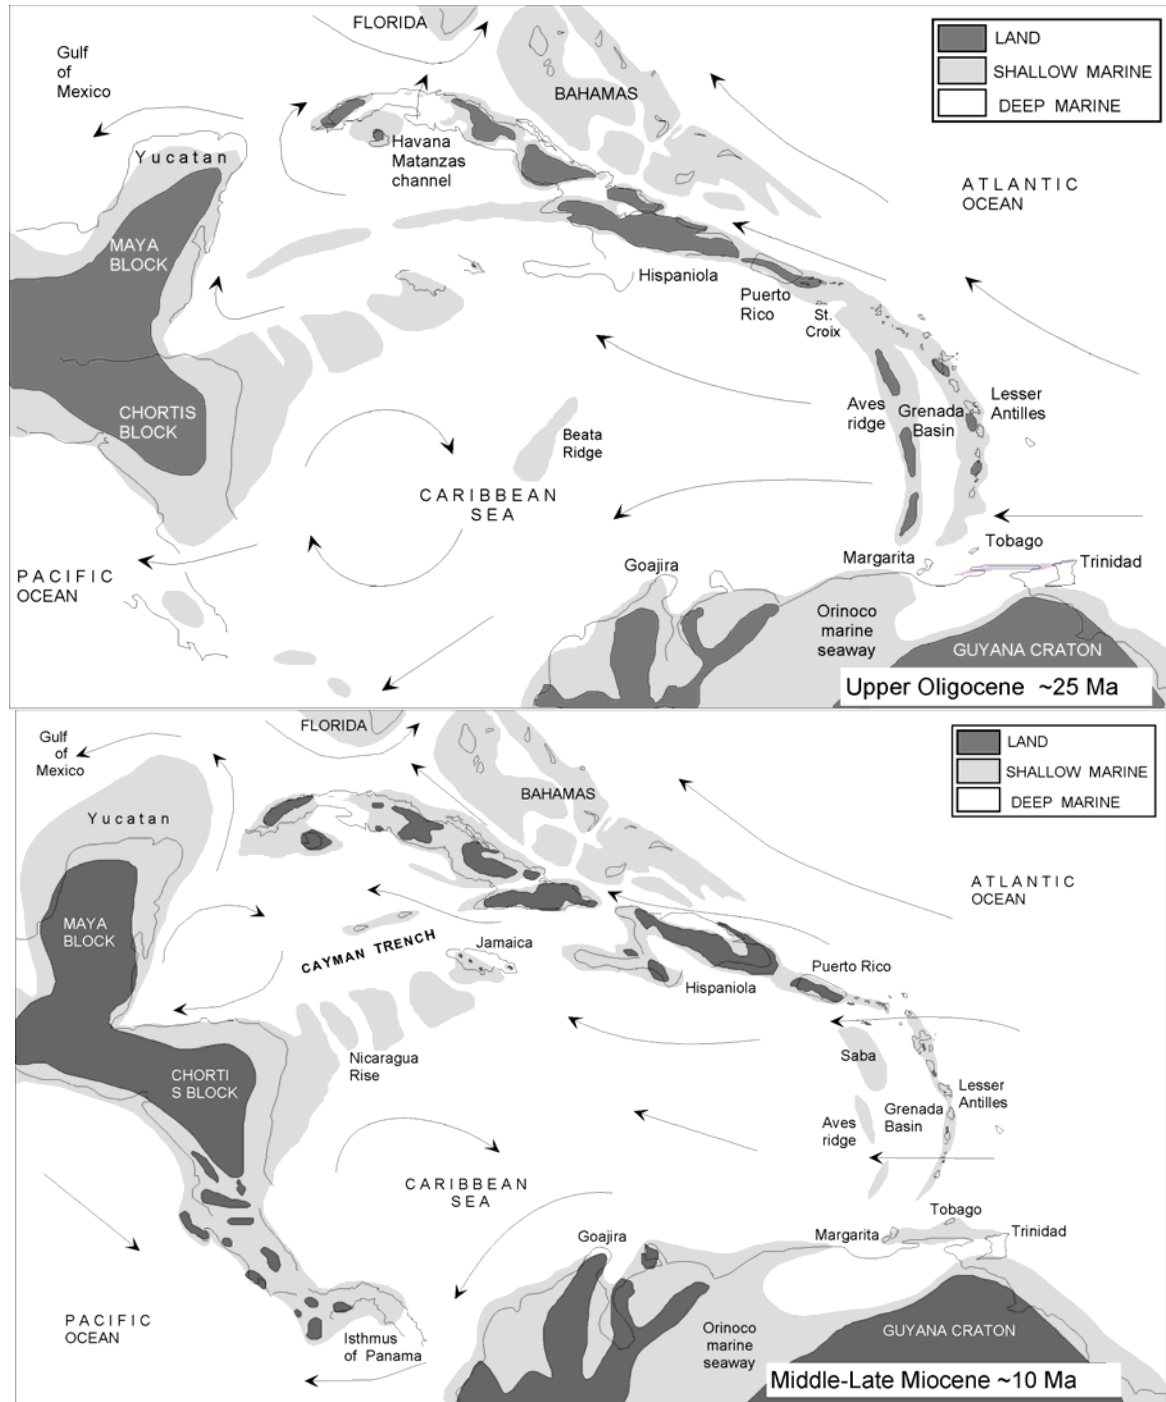 FLORIDA
Gulf
of
Mexico
BAHAMAS
LAND
SHALLOW MARINE
DEEP MARINE
Yucatan
Havana
Matanzas
channel
ATLANTIC
OCEAN
MAYA
BLOCK
Hispaniola
Puerto
Rico
St.
Croix
CHORTIS
BLOCK
Aves
ridge
Grenada
Basin
Lesser
Antilles
Beata
Ridge
CARIBBEAN
SEA
PACIFIC
OCEAN
Goajira
Margarita
Tobago
Trinidad
Orinoco
marine
seaway
GUYANA CRATON
Upper Oligocene ~25 Ma
Gulf
of
Mexico
FLORIDA
BAHAMAS
LAND
SHALLOW MARINE
DEEP MARINE
Yucatan
ATLANTIC
OCEAN
MAYA
BLOCK
CAYMAN TRENCH
Jamaica
Hispaniola
Puerto Rico
Nicaragua
Rise
CHORTI
S BLOCK
Saba
Aves
ridge
Grenada
Basin
Lesser
Antilles
CARIBBEAN
SEA
Goajira
Margarita
Tobago
Trinidad
PACIFIC
OCEAN
Isthmus
of Panama
Orinoco
marine
seaway
GUYANA CRATON
Middle-Late Miocene ~10 Ma